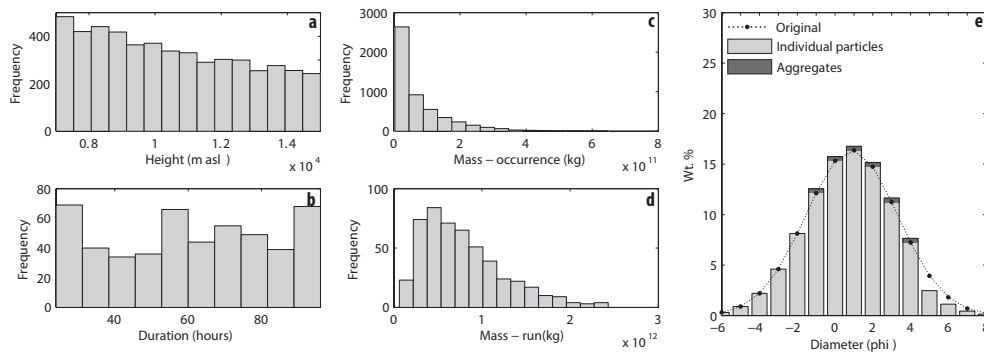 a
Frequency
400
200
0
0.8
1
1.2
1.4
Height (m asl )
x 10^4
b
Frequency
80
60
40
20
0
40
60
80
Duration (hours)
c
Frequency
3000
2000
1000
0
0
2
4
6
8
Mass – occurrence (kg)
x 10^11
d
Frequency
100
50
0
0
1
2
3
Mass – run(kg)
x 10^12
e
Original
Individual particles
Aggregates
Wt. %
30
25
20
15
10
5
0
−6
−4
−2
0
2
4
6
8
Diameter (phi )